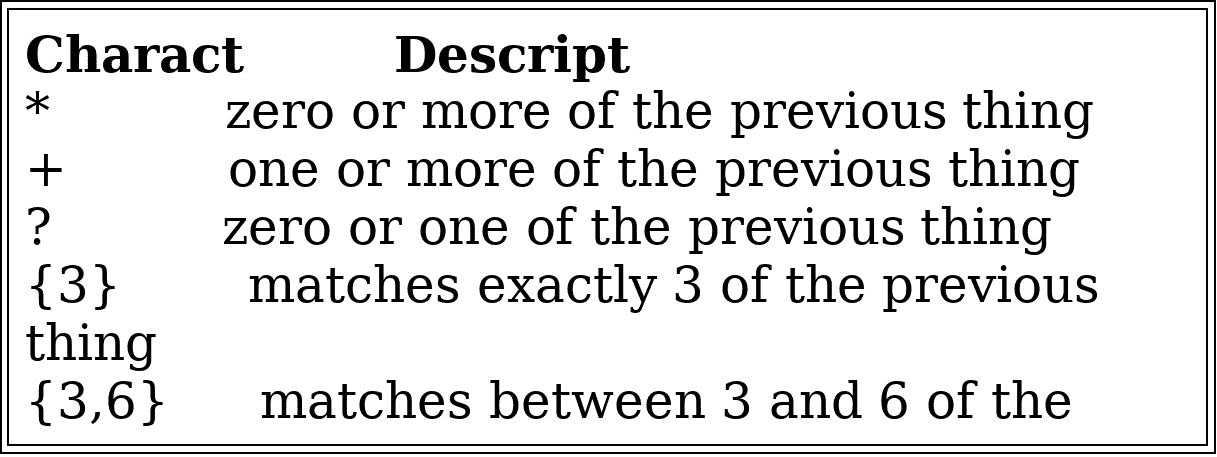 Charact Descript
* zero or more of the previous thing
+ one or more of the previous thing
? zero or one of the previous thing
{3} matches exactly 3 of the previous
thing
{3,6} matches between 3 and 6 of the